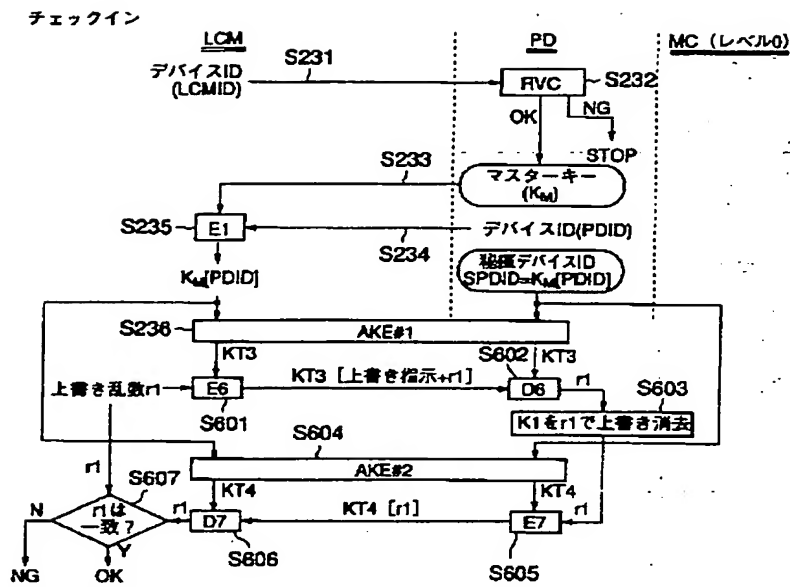 チェックイン
LCM
PD
MC (レベル0)
デバイスID
(LCMID)
S231
RVC
S232
OK
NG
STOP
S233
マスターキー
(KM)
S235
E1
S234
デバイスID(PDID)
KM[PDID]
秘匿デバイスID
SPDID=KM[PDID]
S236
AKE#1
KT3
S602
KT3
上書き乱数r1
E6
KT3 [上書き指示+r1]
D6
r1
S603
S601
K1をr1で上書き消去
S604
AKE#2
r1
S607
KT4
KT4
N
r1は
一致?
r1
D7
KT4 [r1]
E7
r1
Y
S606
S605
NG
OK